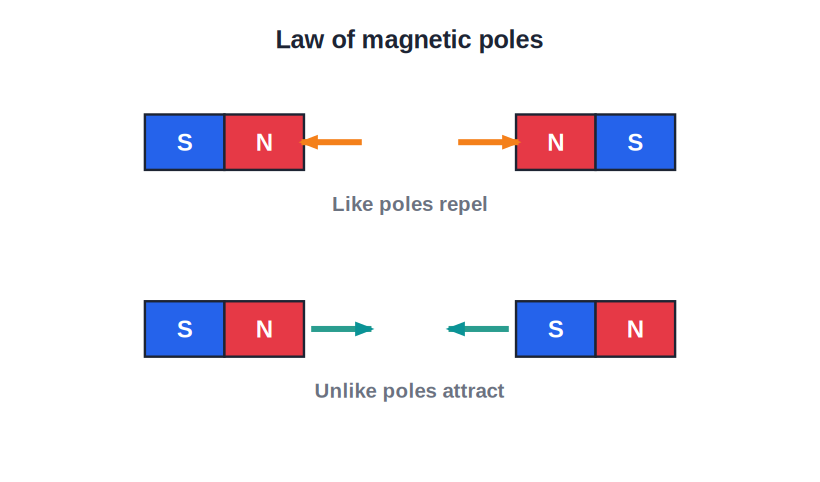 Law of magnetic poles
S N N S
Like poles repel
S N S N
Unlike poles attract